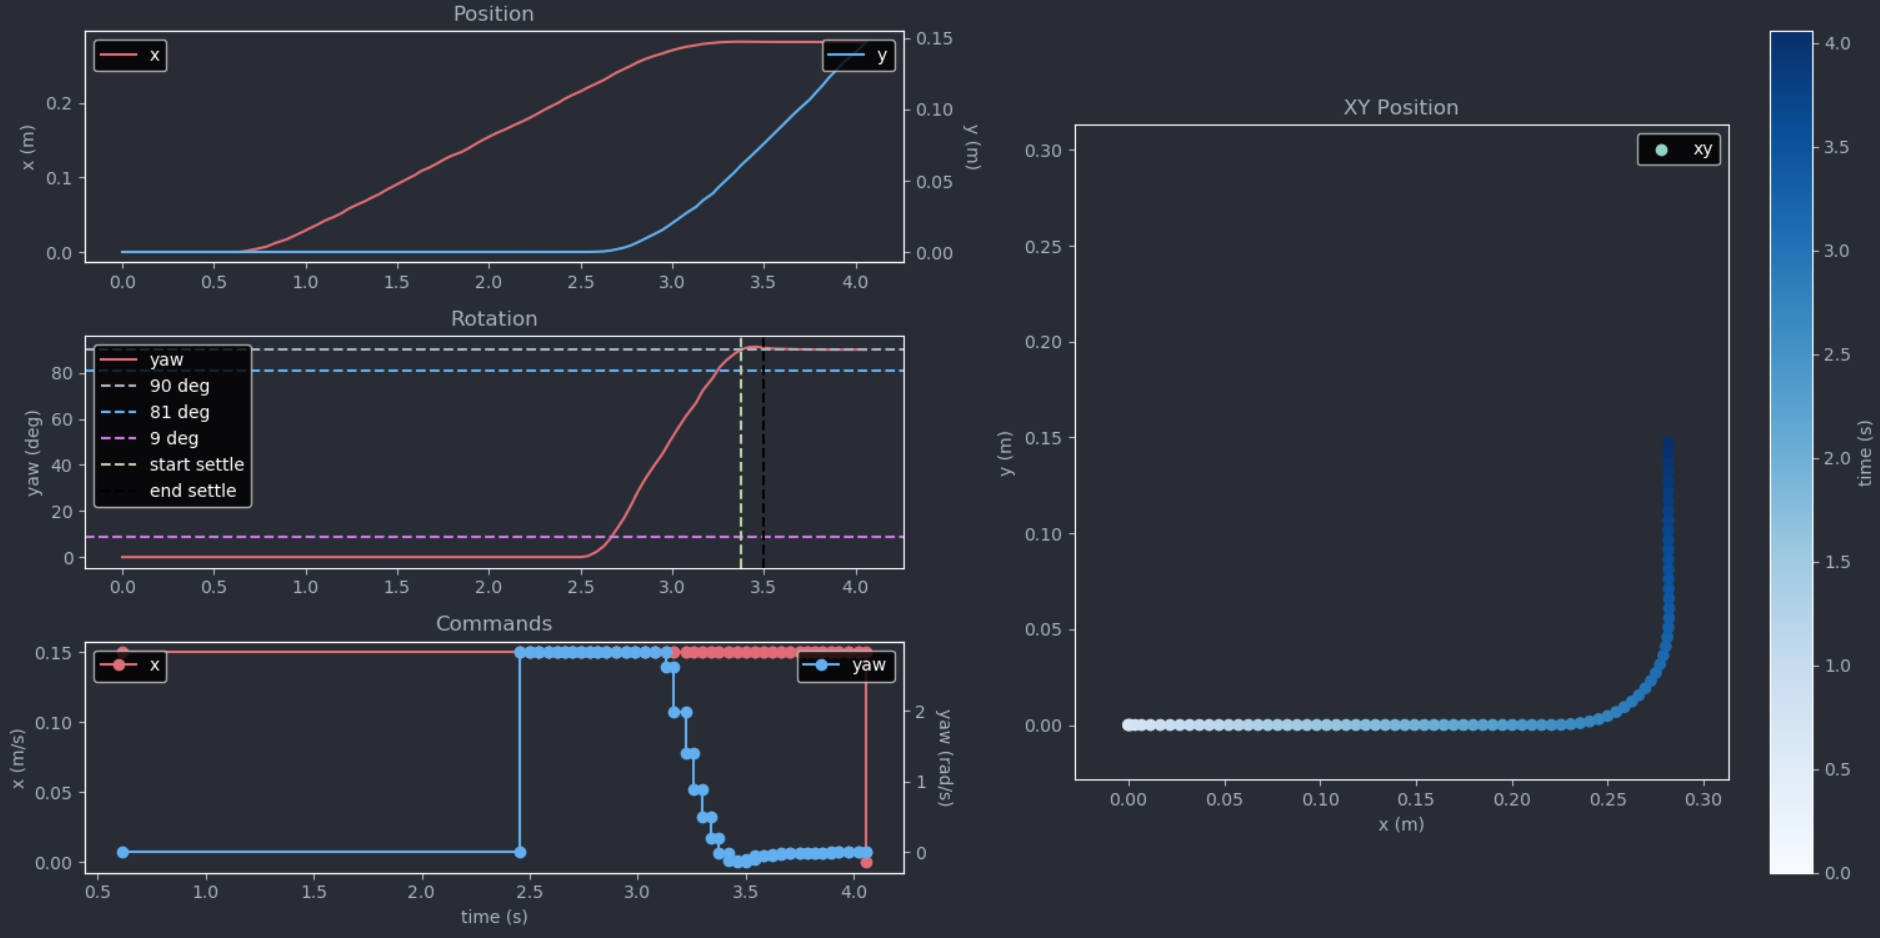 Position
x
y
x (m)
0.2
0.1
0.0
0.15
0.10
0.05
0.00
y (m)
0.0 0.5 1.0 1.5 2.0 2.5 3.0 3.5 4.0
Rotation
yaw
90 deg
81 deg
9 deg
start settle
end settle
yaw (deg)
80
60
40
20
0
0.0 0.5 1.0 1.5 2.0 2.5 3.0 3.5 4.0
Commands
x
yaw
x (m/s)
0.15
0.10
0.05
0.00
2
1
0
yaw (rad/s)
0.5 1.0 1.5 2.0 2.5 3.0 3.5 4.0
time (s)
XY Position
xy
y (m)
0.30
0.25
0.20
0.15
0.10
0.05
0.00
0.00 0.05 0.10 0.15 0.20 0.25 0.30
x (m)
4.0
3.5
3.0
2.5
2.0
1.5
1.0
0.5
0.0
time (s)